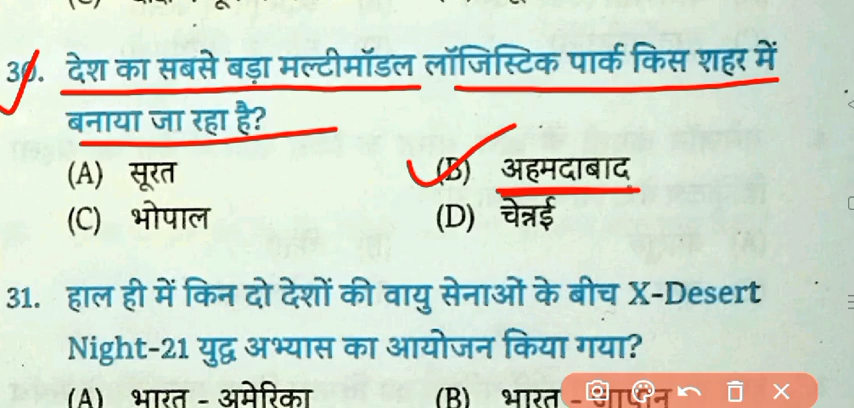 30. देश का सबसे बड़ा मल्टीमॉडल लॉजिस्टिक पार्क किस शहर में
बनाया जा रहा है?
(A) सूरत (B) अहमदाबाद
(C) भोपाल (D) चेन्नई
31. हाल ही में किन दो देशों की वायु सेनाओं के बीच X-Desert
Night-21 युद्ध अभ्यास का आयोजन किया गया?
(A) भारत - अमेरिका (B) भारत - जापान